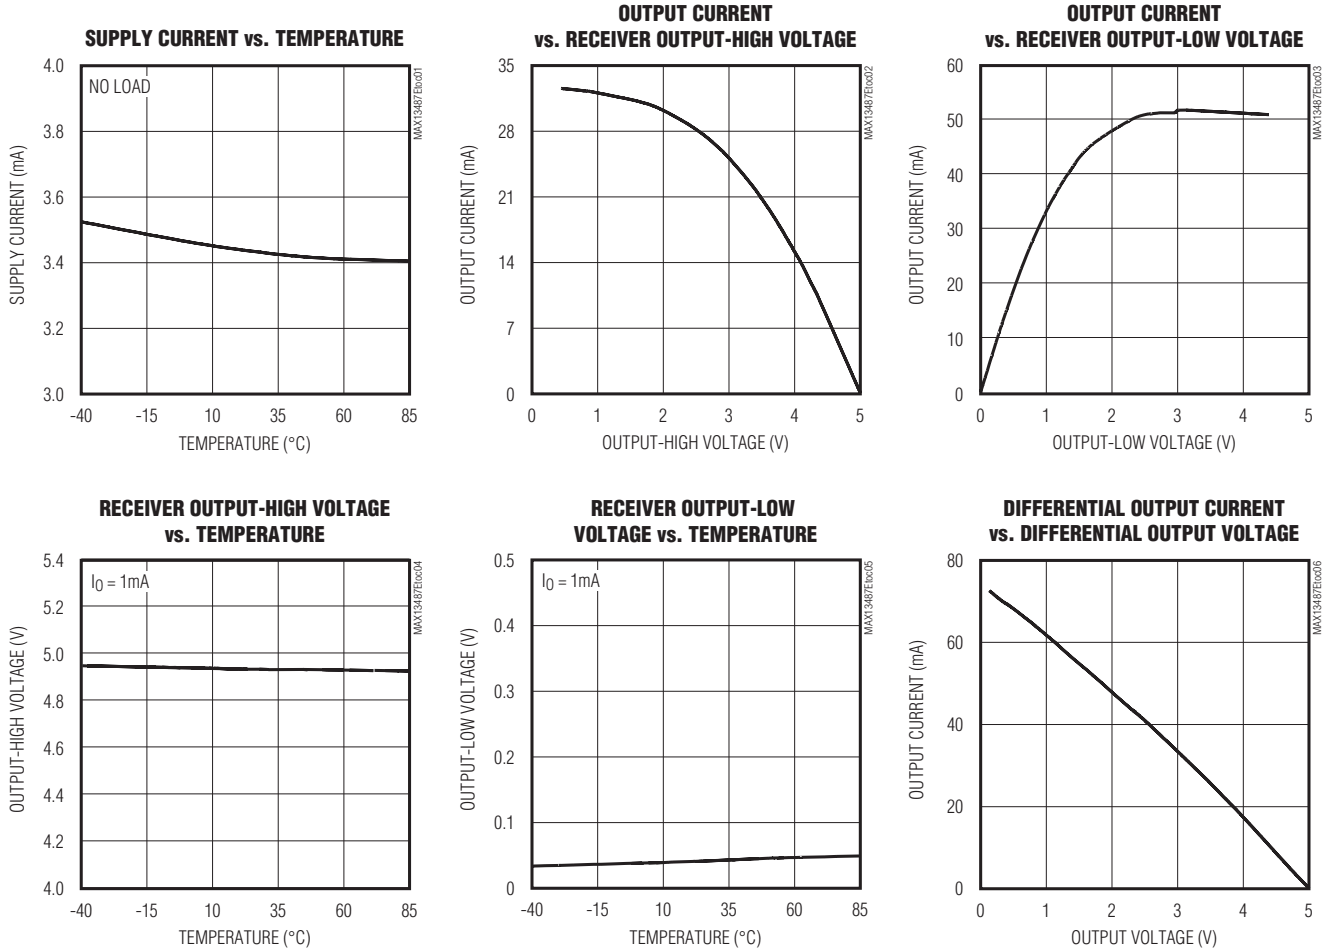 SUPPLY CURRENT vs. TEMPERATURE
4.0
3.8
3.6
3.4
3.2
3.0
NO LOAD
MAX13487Etoc01
SUPPLY CURRENT (mA)
-40 -15 10 35 60 85
TEMPERATURE (°C)
OUTPUT CURRENT
vs. RECEIVER OUTPUT-HIGH VOLTAGE
35
28
21
14
7
0
MAX13487Etoc02
OUTPUT CURRENT (mA)
0 1 2 3 4 5
OUTPUT-HIGH VOLTAGE (V)
OUTPUT CURRENT
vs. RECEIVER OUTPUT-LOW VOLTAGE
60
50
40
30
20
10
0
MAX13487Etoc03
OUTPUT CURRENT (mA)
0 1 2 3 4 5
OUTPUT-LOW VOLTAGE (V)
RECEIVER OUTPUT-HIGH VOLTAGE
vs. TEMPERATURE
5.4
5.2
5.0
4.8
4.6
4.4
4.2
4.0
IO = 1mA
MAX13487Etoc04
OUTPUT-HIGH VOLTAGE (V)
-40 -15 10 35 60 85
TEMPERATURE (°C)
RECEIVER OUTPUT-LOW
VOLTAGE vs. TEMPERATURE
0.5
0.4
0.3
0.2
0.1
0
IO = 1mA
MAX13487Etoc05
OUTPUT-LOW VOLTAGE (V)
-40 -15 10 35 60 85
TEMPERATURE (°C)
DIFFERENTIAL OUTPUT CURRENT
vs. DIFFERENTIAL OUTPUT VOLTAGE
80
60
40
20
0
MAX13487Etoc06
OUTPUT CURRENT (mA)
0 1 2 3 4 5
OUTPUT VOLTAGE (V)